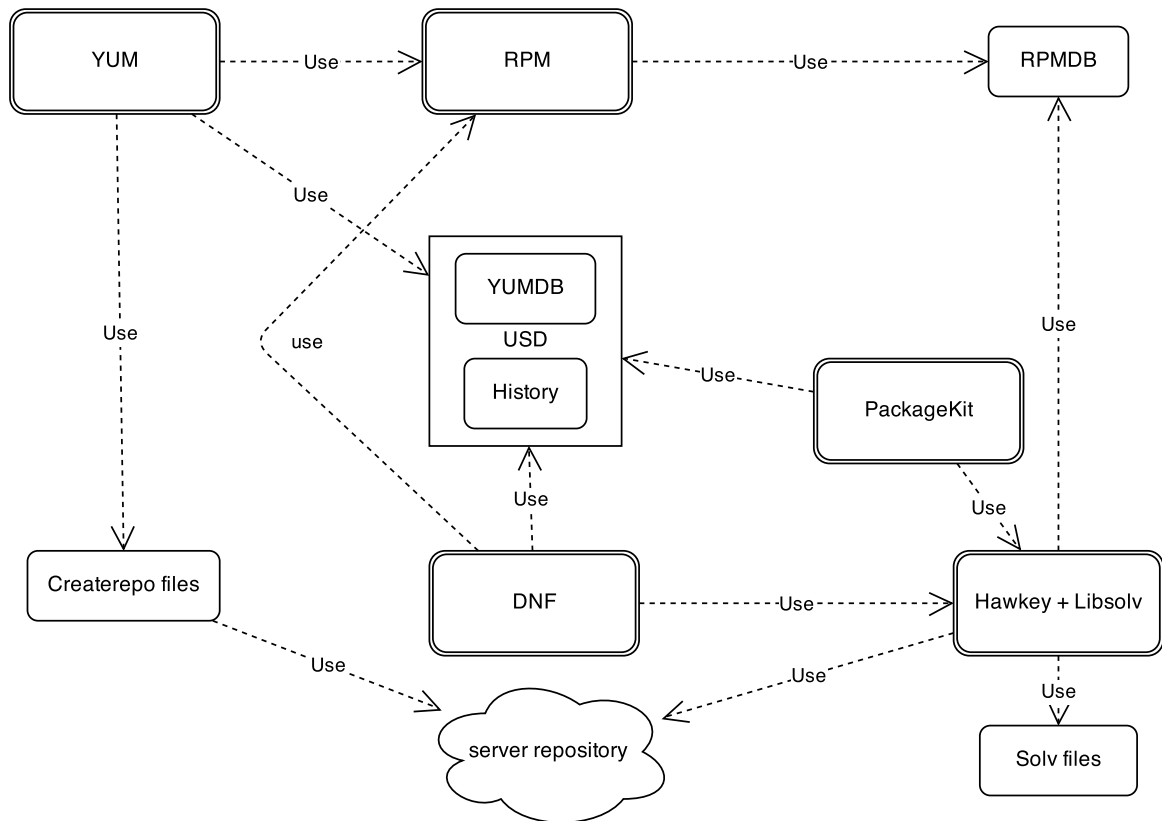 YUM
Use
RPM
Use
RPMDB
Use
YUMDB
USD
History
Use
use
Use
Use
PackageKit
Use
Use
Createrepo files
DNF
Use
Hawkey + Libsolv
Use
Use
Use
server repository
Solv files